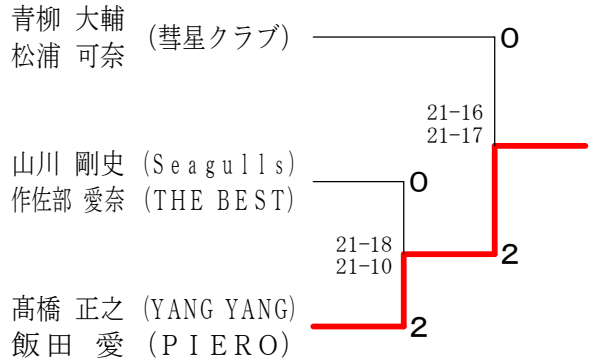 青柳 大輔
松浦 可奈
(彗星クラブ)
0
21-16
21-17
山川 剛史 (Seagulls)
作佐部 愛奈 (THE BEST)
0
21-18
21-10
2
髙橋 正之 (YANG YANG)
飯田 愛 (PIERO)
2